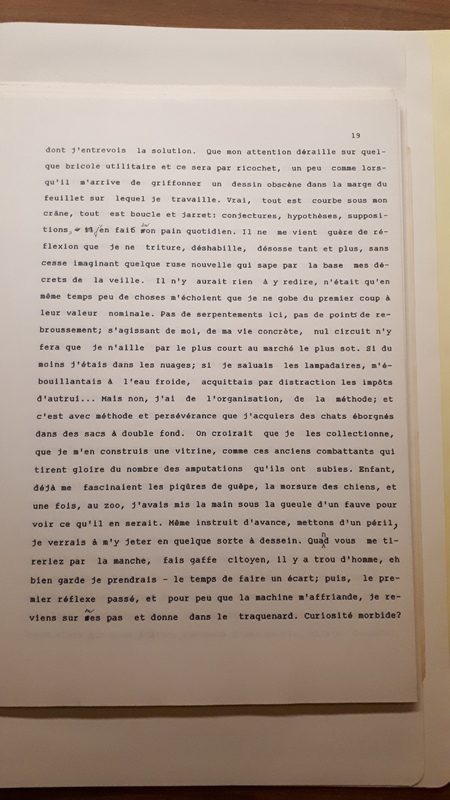 19
dont j'entrevois la solution. Que mon attention déraille sur quel-
que bricole utilitaire et ce sera par ricochet, un peu comme lors-
qu'il m'arrive de griffonner un dessin obscène dans la marge du
feuillet sur lequel je travaille. Vrai, tout est courbe sous mon
crâne, tout est boucle et jarret: conjectures, hypothèses, supposi-
tions, en fais mon pain quotidien. Il ne me vient guère de ré-
flexion que je ne triture, déshabille, désosse tant et plus, sans
cesse imaginant quelque ruse nouvelle qui sape par la base mes dé-
crets de la veille. Il n'y aurait rien à y redire, n'était qu'en
même temps peu de choses m'échoient que je ne gobe du premier coup à
leur valeur nominale. Pas de serpentements ici, pas de points de re-
broussement; s'agissant de moi, de ma vie concrète, nul circuit n'y
fera que je n'aille par le plus court au marché le plus sot. Si du
moins j'étais dans les nuages; si je saluais les lampadaires, m'é-
bouillantais à l'eau froide, acquittais par distraction les impôts
d'autrui... Mais non, j'ai de l'organisation, de la méthode; et
c'est avec méthode et persévérance que j'acquiers des chats éborgnés
dans des sacs à double fond. On croirait que je les collectionne,
que je m'en construis une vitrine, comme ces anciens combattants qui
tirent gloire du nombre des amputations qu'ils ont subies. Enfant,
déjà me fascinaient les piqûres de guêpe, la morsure des chiens, et
une fois, au zoo, j'avais mis la main sous la gueule d'un fauve pour
voir ce qu'il en serait. Même instruit d'avance, mettons d'un péril,
je verrais à m'y jeter en quelque sorte à dessein. Quand vous me ti-
reriez par la manche, fais gaffe citoyen, il y a trou d'homme, eh
bien garde je prendrais - le temps de faire un écart; puis, le pre-
mier réflexe passé, et pour peu que la machine m'affriande, je re-
viens sur mes pas et donne dans le traquenard. Curiosité morbide?